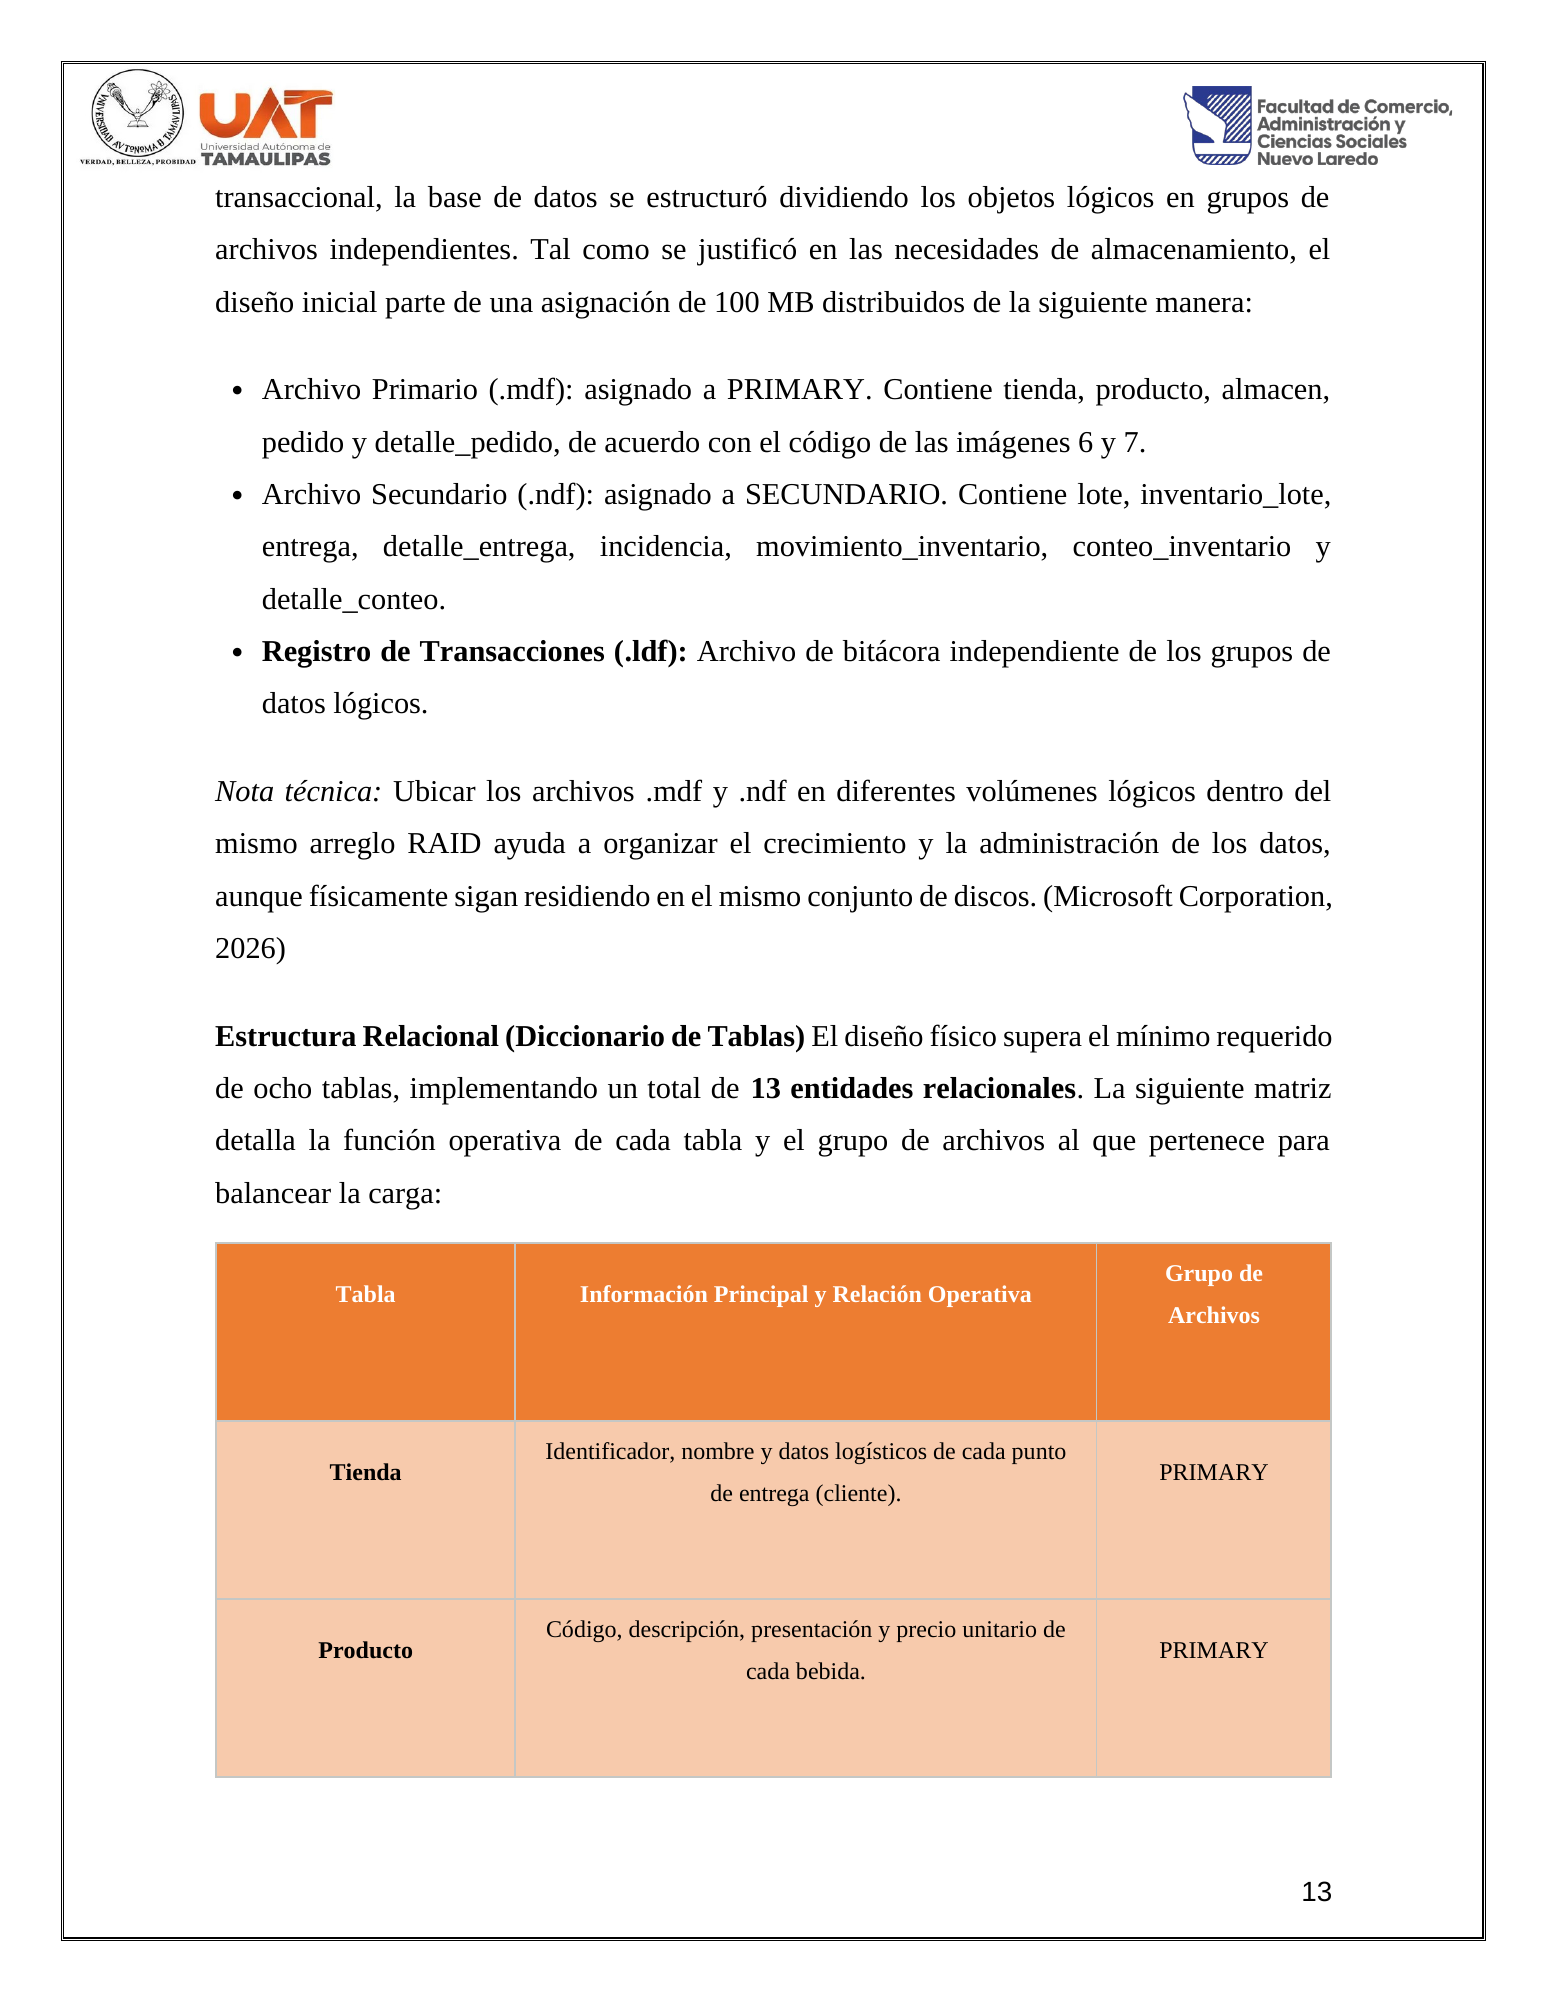 VNIVERSIDAD AVTONOMA D TAMAVLIPAS
VERDAD, BELLEZA, PROBIDAD
UAT
Universidad Autónoma de
TAMAULIPAS
Facultad de Comercio,
Administración y
Ciencias Sociales
Nuevo Laredo
transaccional, la base de datos se estructuró dividiendo los objetos lógicos en grupos de
archivos independientes. Tal como se justificó en las necesidades de almacenamiento, el
diseño inicial parte de una asignación de 100 MB distribuidos de la siguiente manera:
• Archivo Primario (.mdf): asignado a PRIMARY. Contiene tienda, producto, almacen,
pedido y detalle_pedido, de acuerdo con el código de las imágenes 6 y 7.
• Archivo Secundario (.ndf): asignado a SECUNDARIO. Contiene lote, inventario_lote,
entrega, detalle_entrega, incidencia, movimiento_inventario, conteo_inventario y
detalle_conteo.
• Registro de Transacciones (.ldf): Archivo de bitácora independiente de los grupos de
datos lógicos.
Nota técnica: Ubicar los archivos .mdf y .ndf en diferentes volúmenes lógicos dentro del
mismo arreglo RAID ayuda a organizar el crecimiento y la administración de los datos,
aunque físicamente sigan residiendo en el mismo conjunto de discos. (Microsoft Corporation,
2026)
Estructura Relacional (Diccionario de Tablas) El diseño físico supera el mínimo requerido
de ocho tablas, implementando un total de 13 entidades relacionales. La siguiente matriz
detalla la función operativa de cada tabla y el grupo de archivos al que pertenece para
balancear la carga:
Tabla
Información Principal y Relación Operativa
Grupo de
Archivos
Tienda
Identificador, nombre y datos logísticos de cada punto
de entrega (cliente).
PRIMARY
Producto
Código, descripción, presentación y precio unitario de
cada bebida.
PRIMARY
13